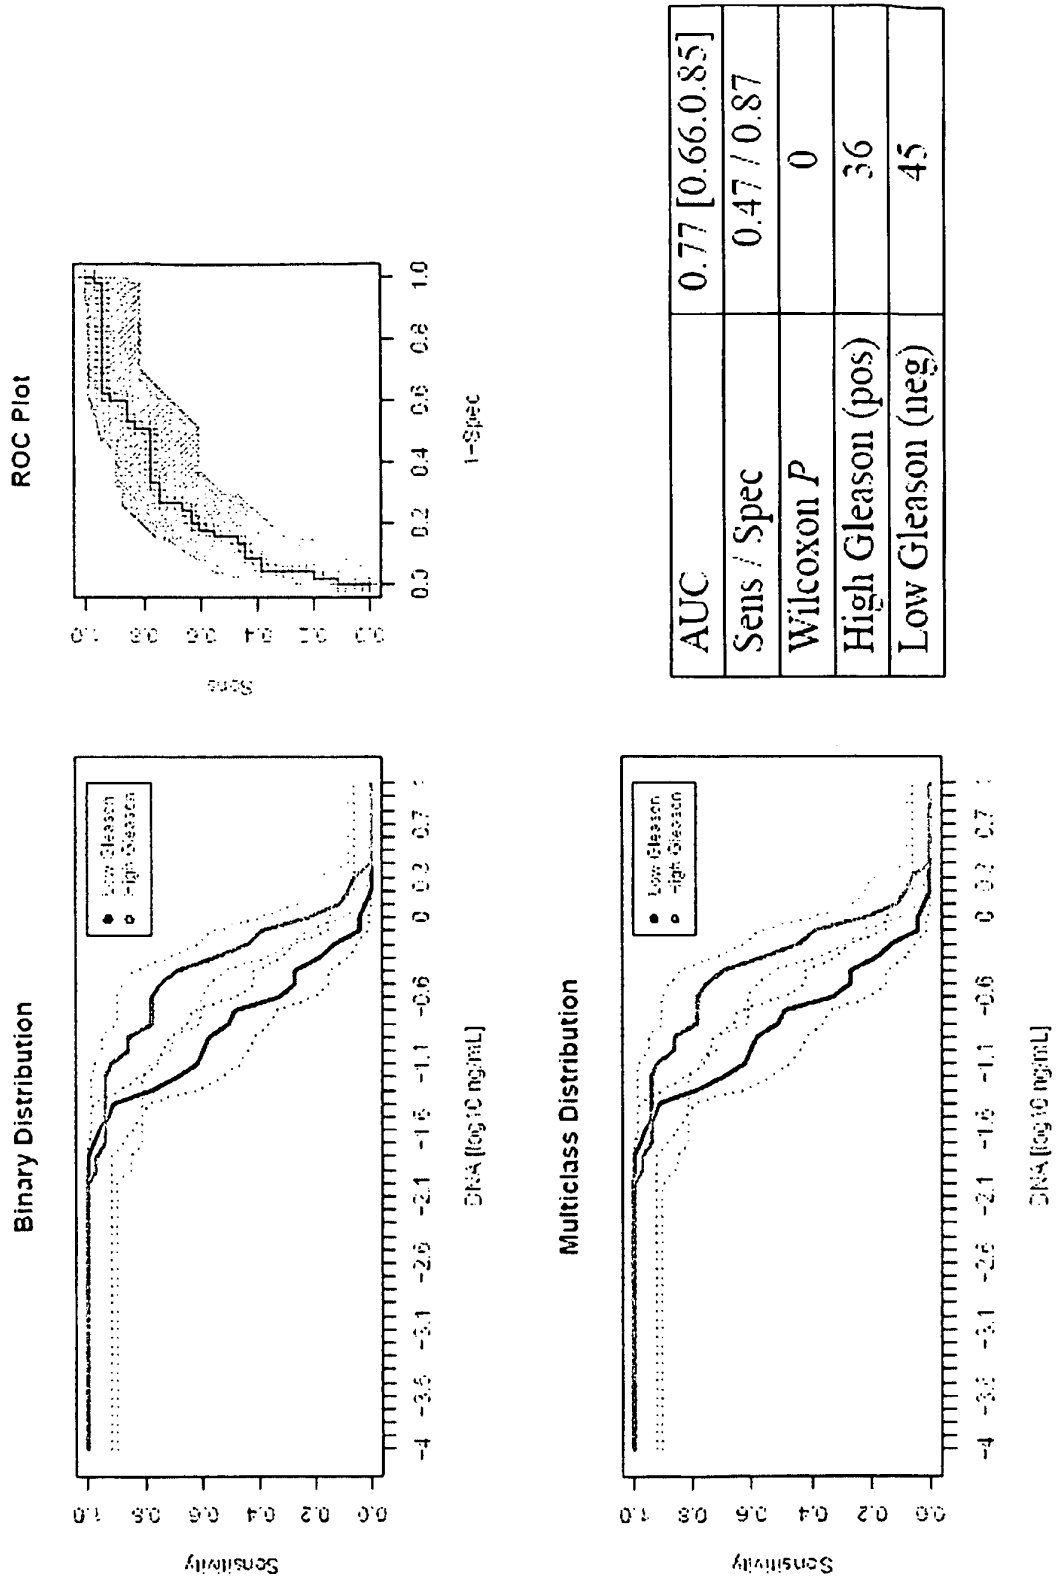 Binary Distribution
Low Gleason
High Gleason
Sensitivity
1.0
0.8
0.6
0.4
0.2
0.0
-4 -3.5 -3.1 -2.6 -2.1 -1.6 -1.1 -0.6 0 0.3 0.7 1
DNA [log10 ng/mL]
ROC Plot
Sens
1.0
0.8
0.6
0.4
0.2
0.0
0.0 0.2 0.4 0.6 0.8 1.0
1-Spec
Multiclass Distribution
Low Gleason
High Gleason
Sensitivity
1.0
0.8
0.6
0.4
0.2
0.0
-4 -3.5 -3.1 -2.6 -2.1 -1.6 -1.1 -0.6 0 0.3 0.7 1
DNA [log10 ng/mL]
AUC 0.77 [0.66.0.85]
Sens / Spec 0.47 / 0.87
Wilcoxon P 0
High Gleason (pos) 36
Low Gleason (neg) 45